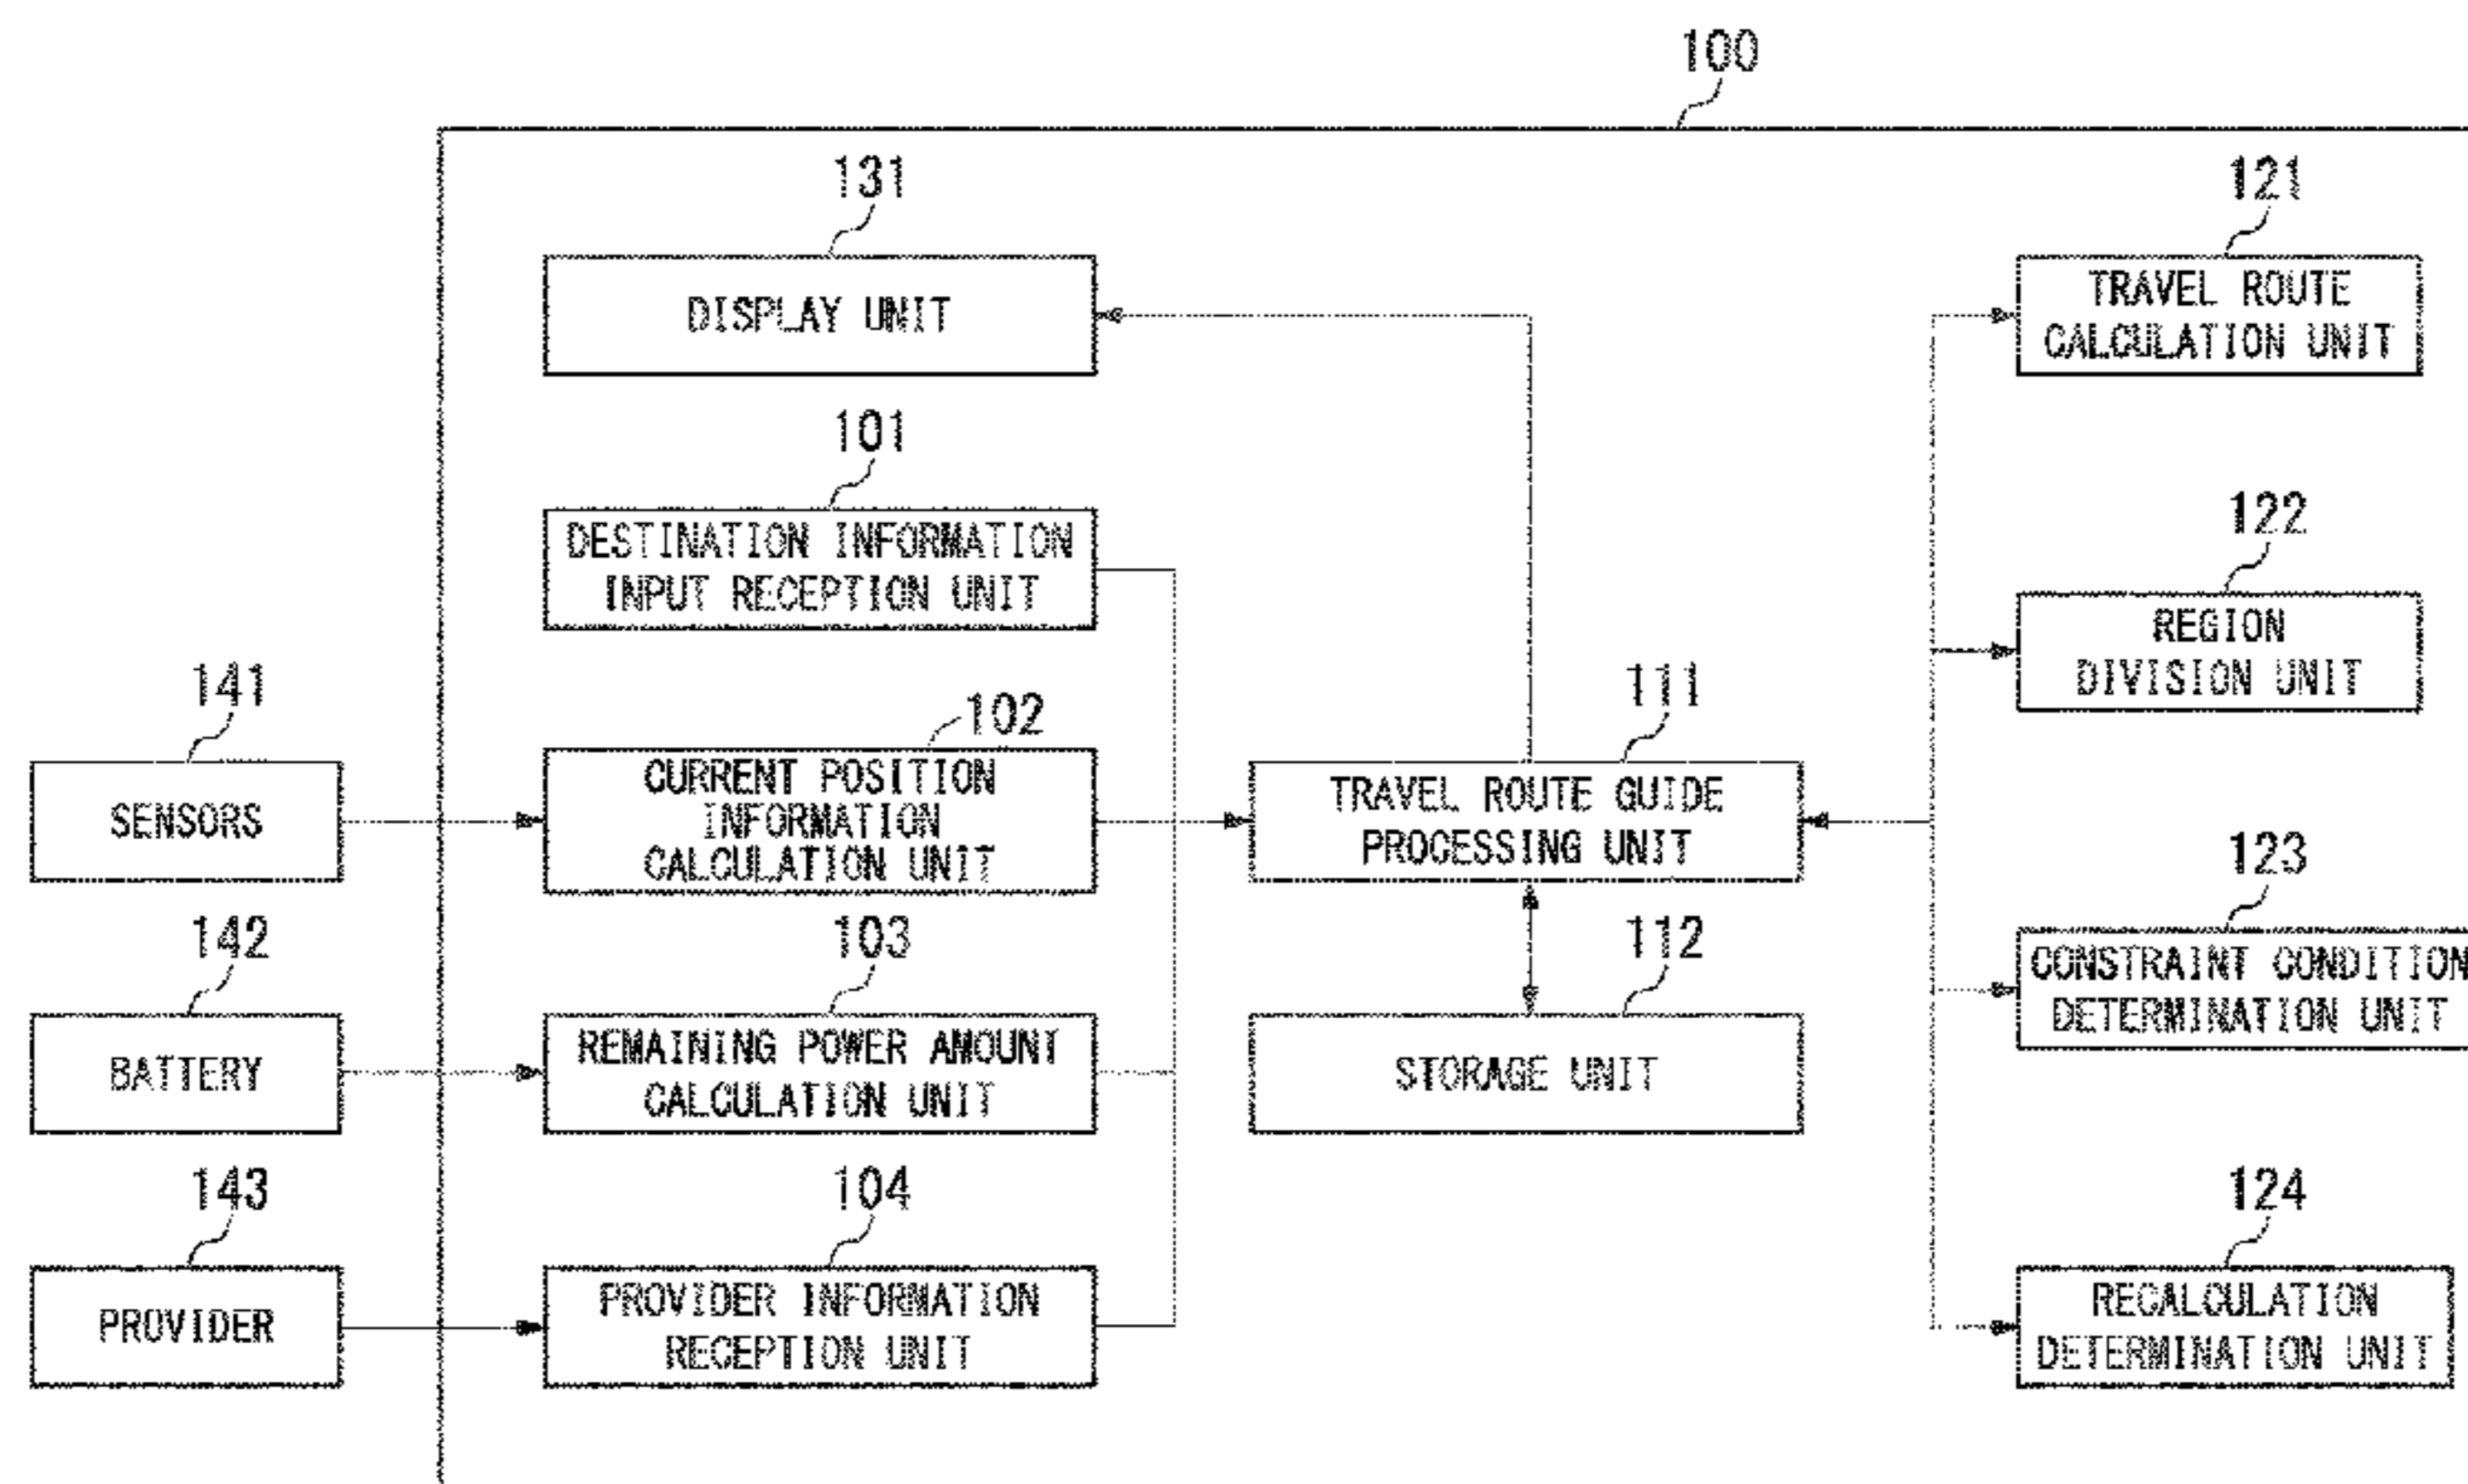 100
131
DISPLAY UNIT
121
TRAVEL ROUTE
CALCULATION UNIT
101
DESTINATION INFORMATION
INPUT RECEPTION UNIT
122
REGION
DIVISION UNIT
141
SENSORS
102
CURRENT POSITION
INFORMATION
CALCULATION UNIT
111
TRAVEL ROUTE GUIDE
PROCESSING UNIT
123
CONSTRAINT CONDITION
DETERMINATION UNIT
142
BATTERY
103
REMAINING POWER AMOUNT
CALCULATION UNIT
112
STORAGE UNIT
143
PROVIDER
104
PROVIDER INFORMATION
RECEPTION UNIT
124
RECALCULATION
DETERMINATION UNIT